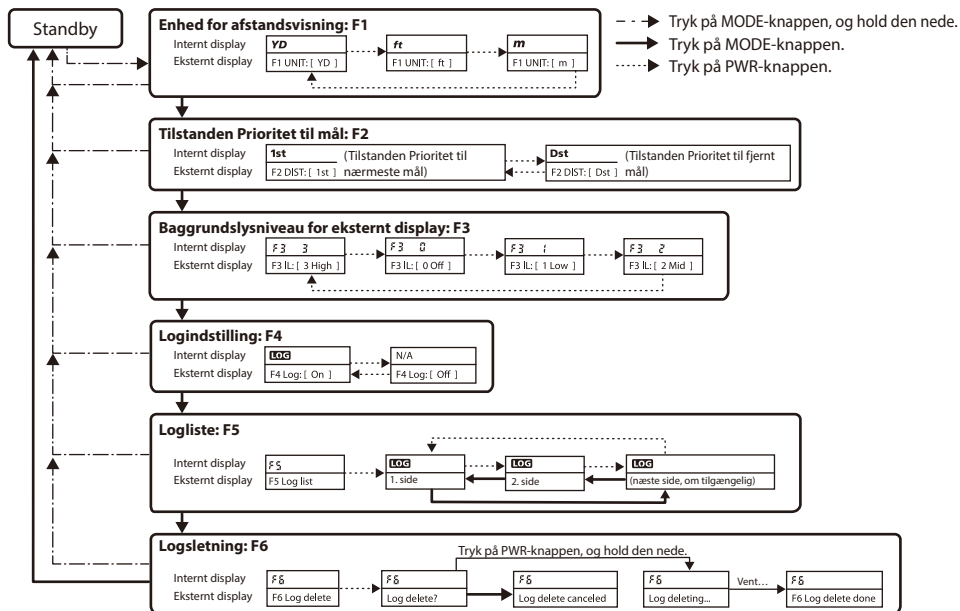 Standby
Tryk på MODE-knappen, og hold den nede.
Tryk på MODE-knappen.
Tryk på PWR-knappen.
Enhed for afstandsvisning: F1
Internt display YD ft m
Eksternt display F1 UNIT: [ YD ] F1 UNIT: [ ft ] F1 UNIT: [ m ]
Tilstanden Prioritet til mål: F2
Internt display 1st (Tilstanden Prioritet til Dst (Tilstanden Prioritet til fjernt
Eksternt display F2 DIST: [ 1st ] nærmeste mål) F2 DIST: [ Dst ] mål)
Baggrundslysniveau for eksternt display: F3
Internt display F3 3 F3 0 F3 1 F3 2
Eksternt display F3 IL: [ 3 High ] F3 IL: [ 0 Off ] F3 IL: [ 1 Low ] F3 IL: [ 2 Mid ]
Logindstilling: F4
Internt display LOG N/A
Eksternt display F4 Log: [ On ] F4 Log: [ Off ]
Logliste: F5
Internt display F5 LOG LOG LOG
Eksternt display F5 Log list 1. side 2. side (næste side, om tilgængelig)
Logsletning: F6
Tryk på PWR-knappen, og hold den nede.
Internt display F6 F6 F6 F6 Vent... F6
Eksternt display F6 Log delete Log delete? Log delete canceled Log deleting... F6 Log delete done